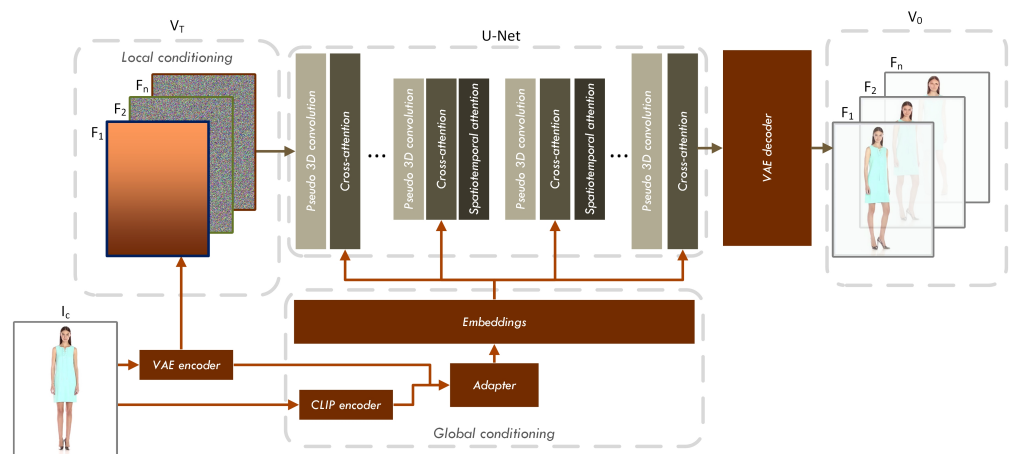 V_T
U-Net
V_0
Local conditioning
F_n
F_2
F_1
Pseudo 3D convolution
Cross-attention
...
Pseudo 3D convolution
Cross-attention
Spatiotemporal attention
Pseudo 3D convolution
Cross-attention
Spatiotemporal attention
...
Pseudo 3D convolution
Cross-attention
VAE decoder
F_n
F_2
F_1
I_c
VAE encoder
CLIP encoder
Embeddings
Adapter
Global conditioning